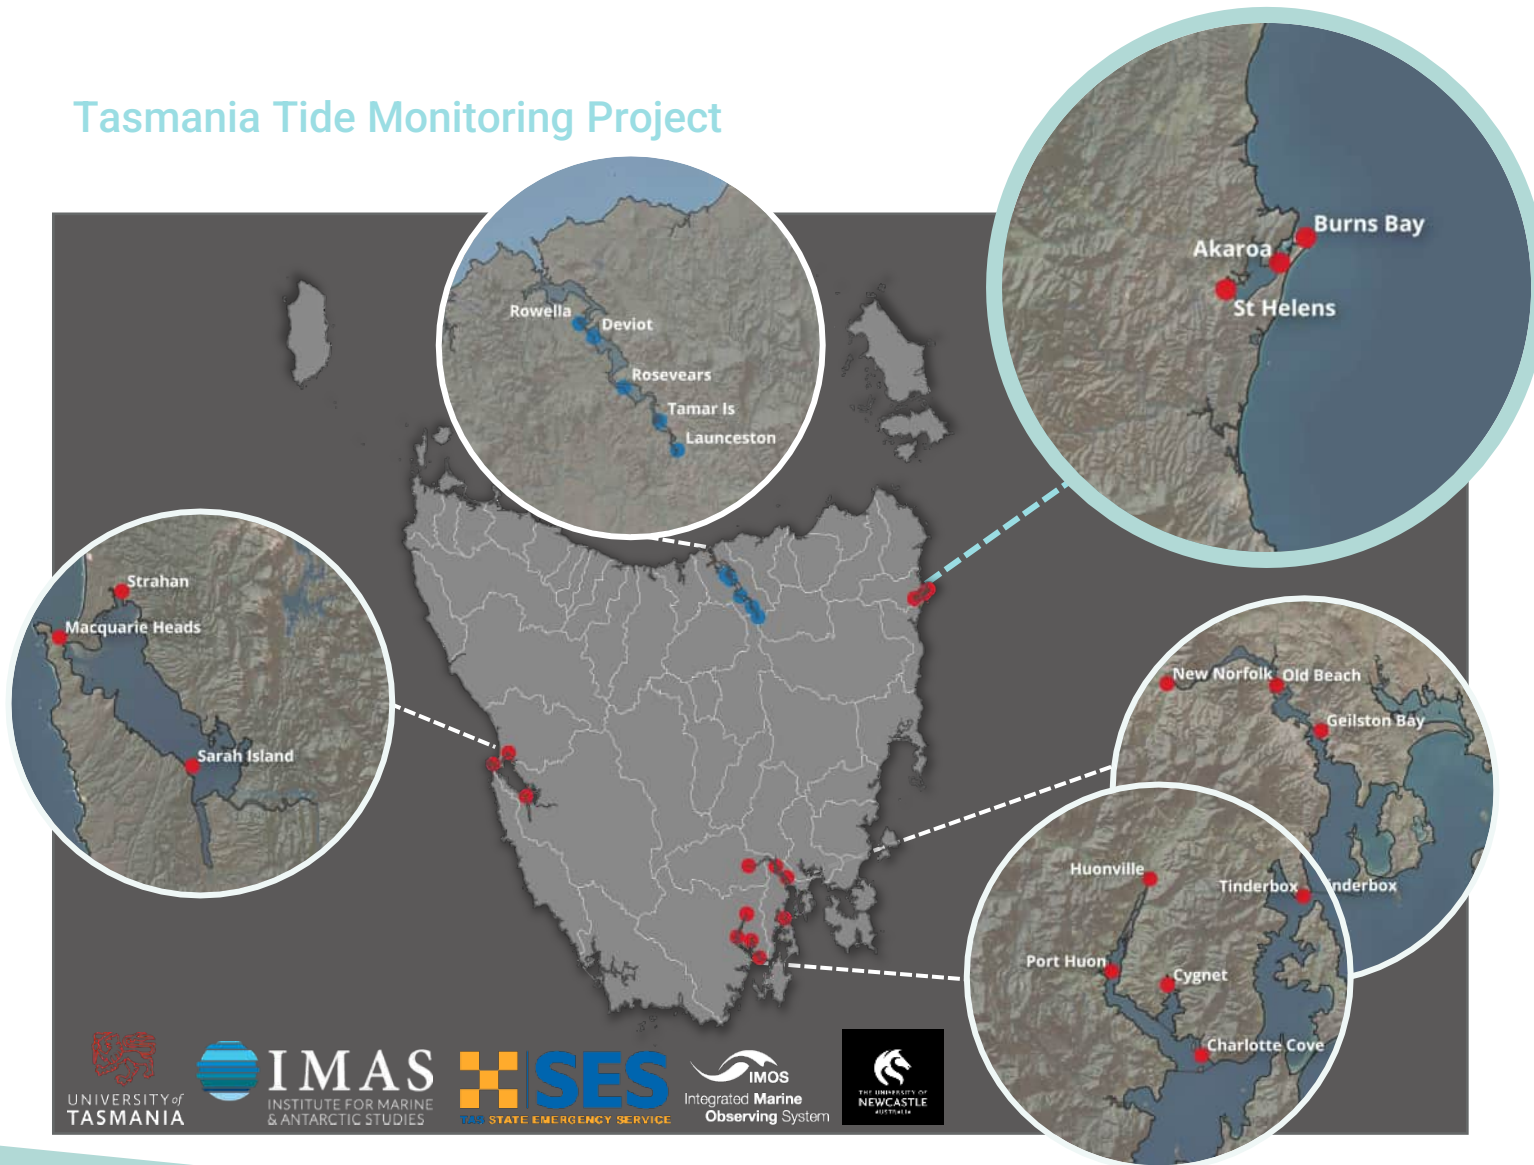 Tasmania Tide Monitoring Project
Burns Bay
Akaroa
St Helens
Rowella
Deviot
Rosevears
Tamar Is
Launceston
Strahan
Macquarie Heads
Sarah Island
New Norfolk
Old Beach
Geilston Bay
Tinderbox
nderbox
Huonville
Port Huon
Cygnet
Charlotte Cove
UNIVERSITY of
TASMANIA
IMAS
INSTITUTE FOR MARINE
& ANTARCTIC STUDIES
SES
TAS STATE EMERGENCY SERVICE
IMOS
Integrated Marine
Observing System
THE UNIVERSITY OF
NEWCASTLE
AUSTRALIA